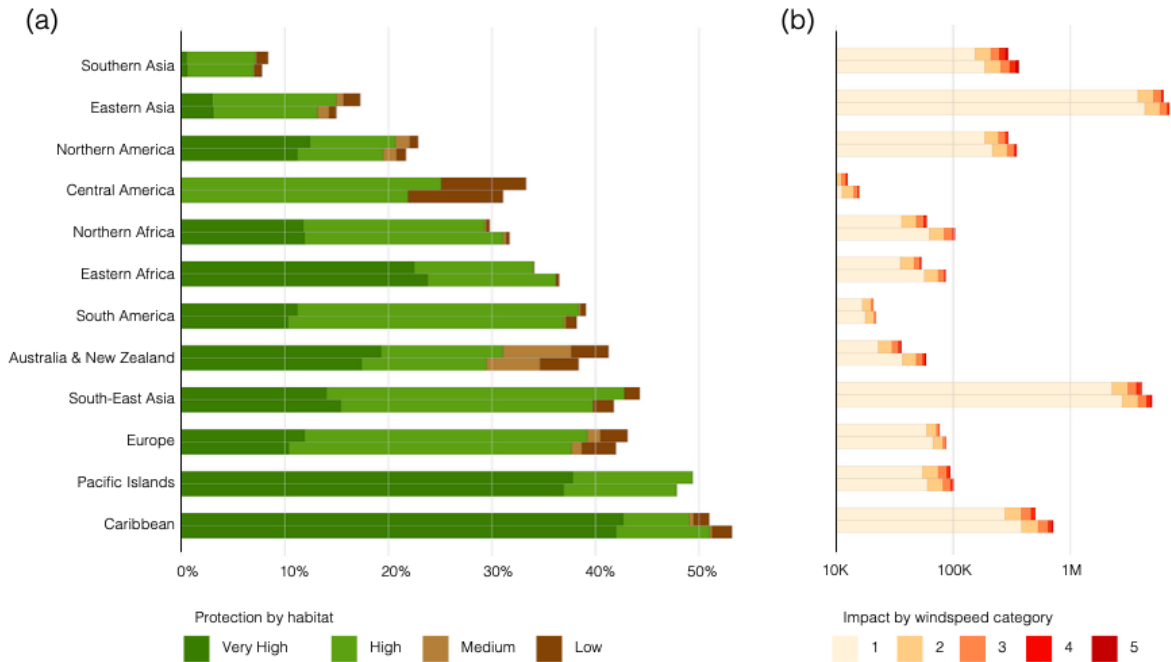 (a)
Southern Asia
Eastern Asia
Northern America
Central America
Northern Africa
Eastern Africa
South America
Australia & New Zealand
South-East Asia
Europe
Pacific Islands
Caribbean
0% 10% 20% 30% 40% 50%
Protection by habitat
Very High High Medium Low
(b)
10K 100K 1M
Impact by windspeed category
1 2 3 4 5